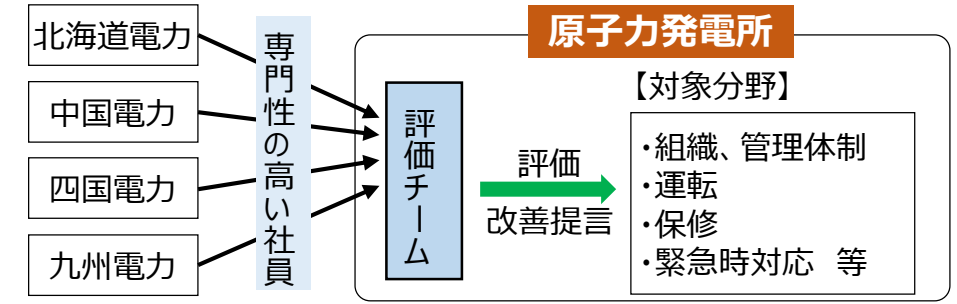 北海道電力
中国電力
四国電力
九州電力
専門性の高い社員
評価チーム
評価
改善提言
原子力発電所
【対象分野】
・組織、管理体制
・運転
・保修
・緊急時対応 等